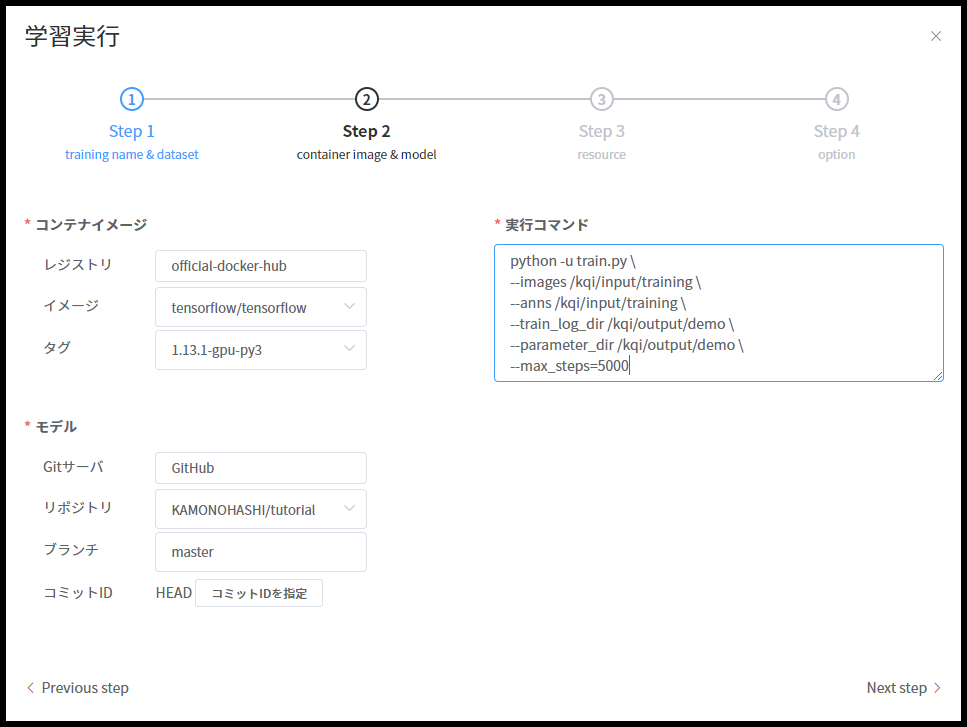 学習実行
1
2
3
4
Step 1
Step 2
Step 3
Step 4
training name & dataset
container image & model
resource
option
* コンテナイメージ
レジストリ official-docker-hub
イメージ tensorflow/tensorflow
タグ 1.13.1-gpu-py3
* 実行コマンド
python -u train.py \
--images /kqi/input/training \
--anns /kqi/input/training \
--train_log_dir /kqi/output/demo \
--parameter_dir /kqi/output/demo \
--max_steps=5000
* モデル
Gitサーバ GitHub
リポジトリ KAMONOHASHI/tutorial
ブランチ master
コミットID HEAD コミットIDを指定
Previous step
Next step